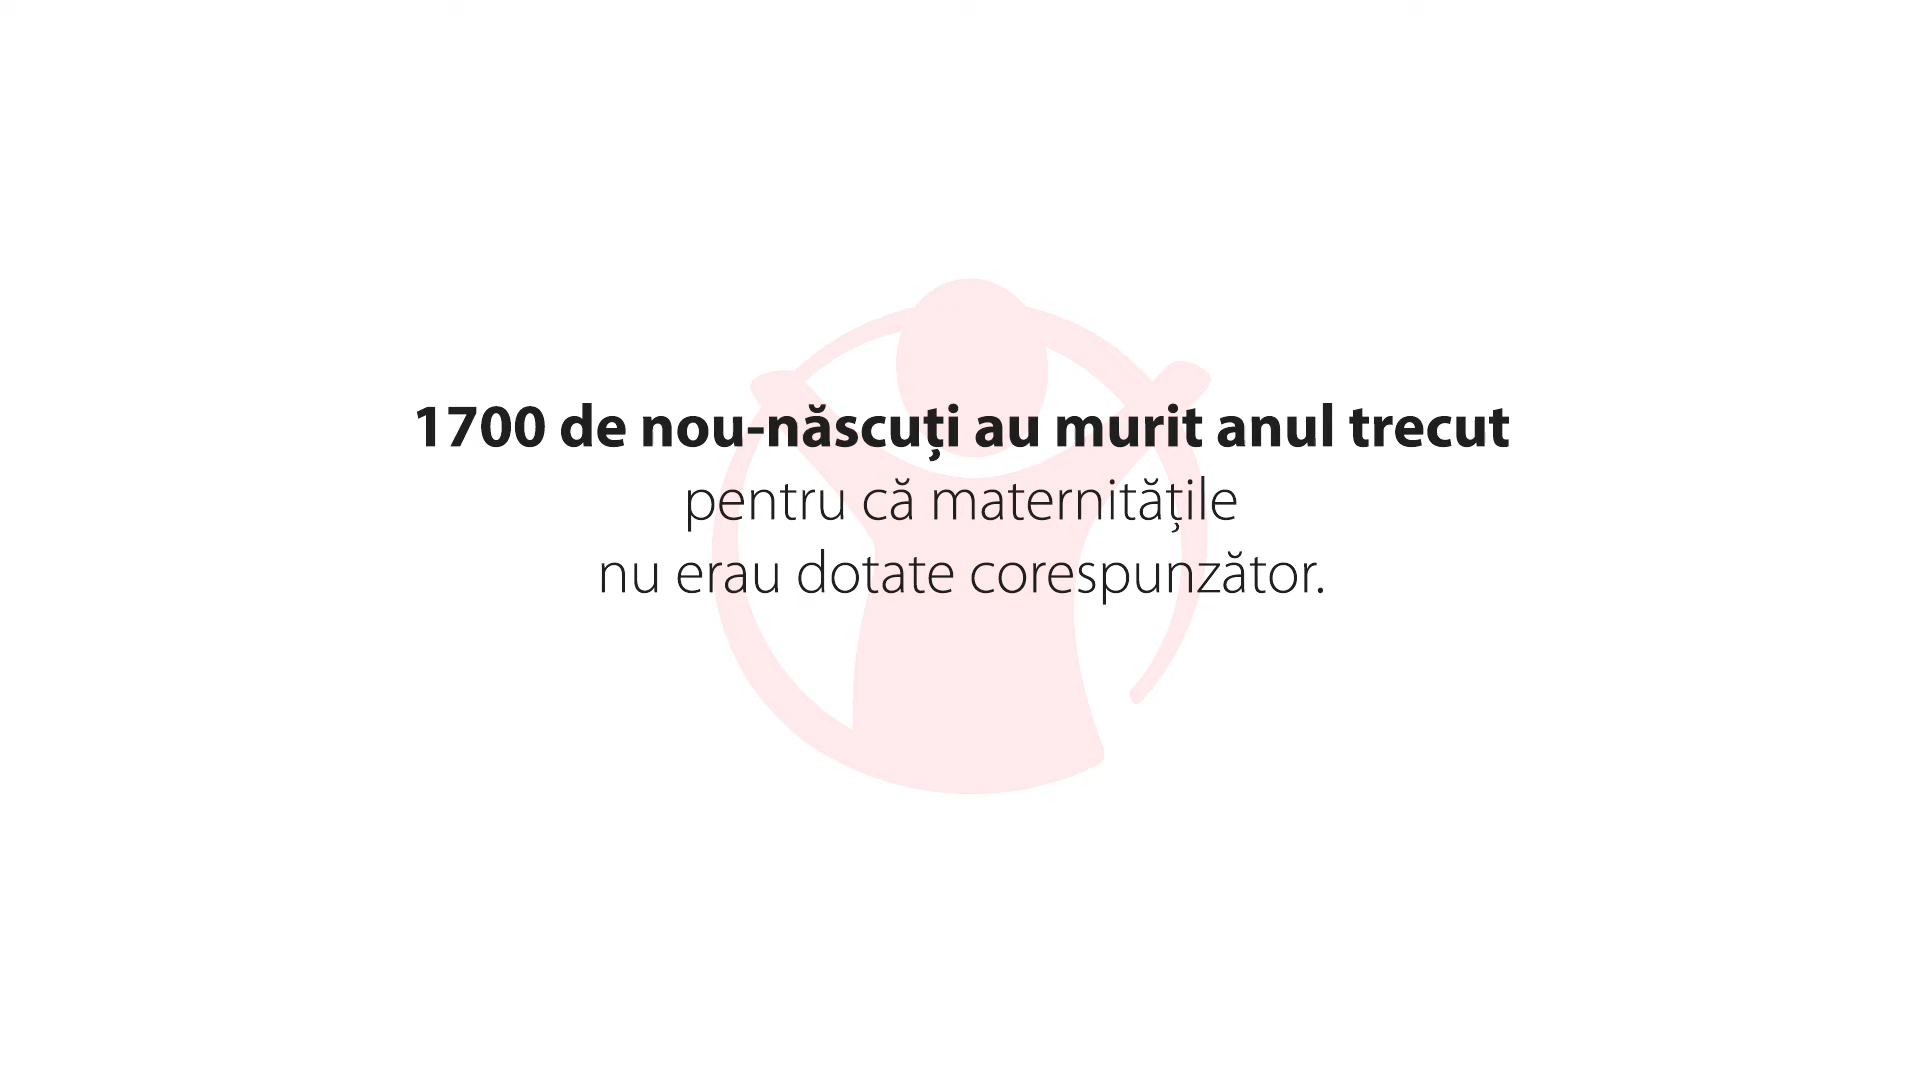 1700 de nou-născuți au murit anul trecut
pentru că maternitățile
nu erau dotate corespunzător.